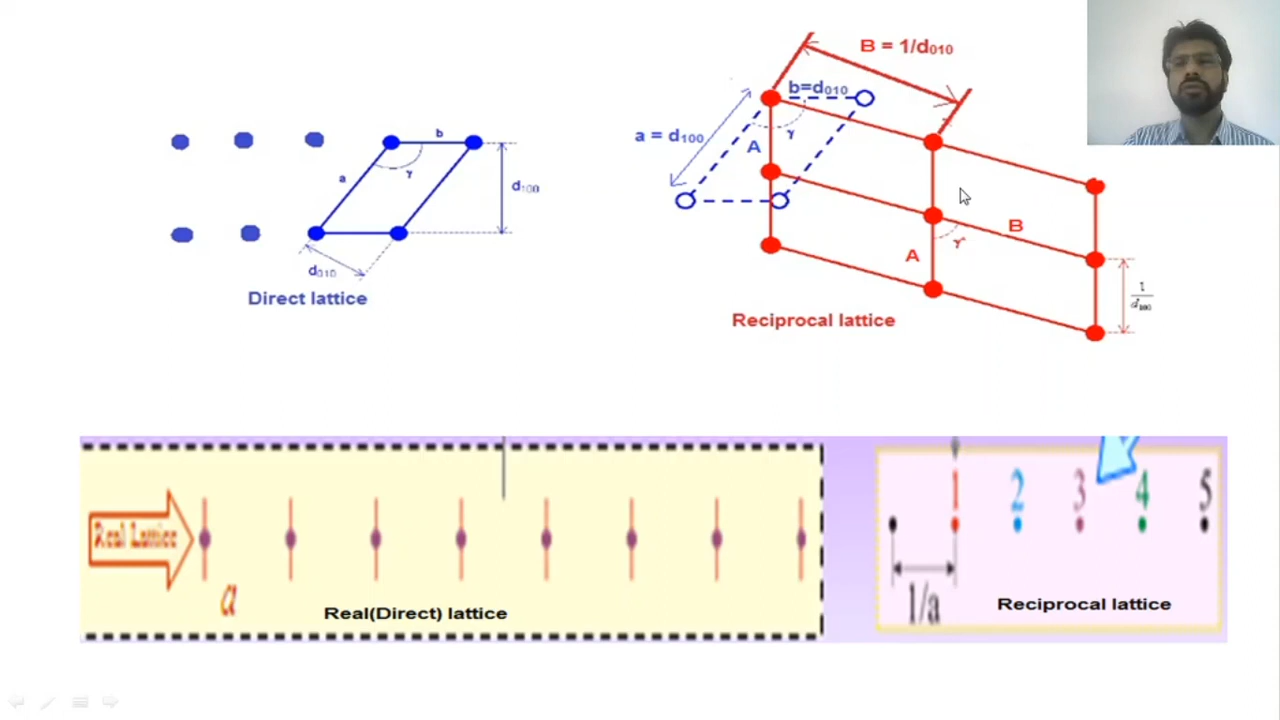 b
a
γ
d100
d010
Direct lattice
B = 1/d010
b=d010
a = d100
A
γ
B
A
γ*
1
d100
Reciprocal lattice
Real Lattice
a
Real(Direct) lattice
1 2 3 4 5
1/a
Reciprocal lattice